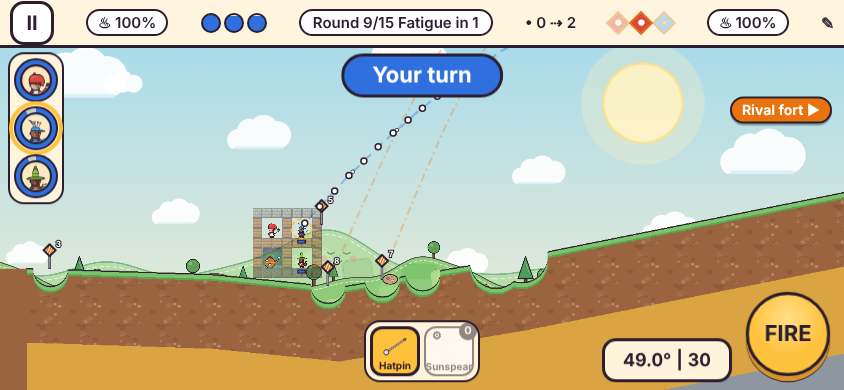 100%
Round 9/15 Fatigue in 1
• 0 ⇢ 2
100%
Your turn
Rival fort ▶
5
3
7
8
0
Hatpin
Sunspear
FIRE
49.0° | 30